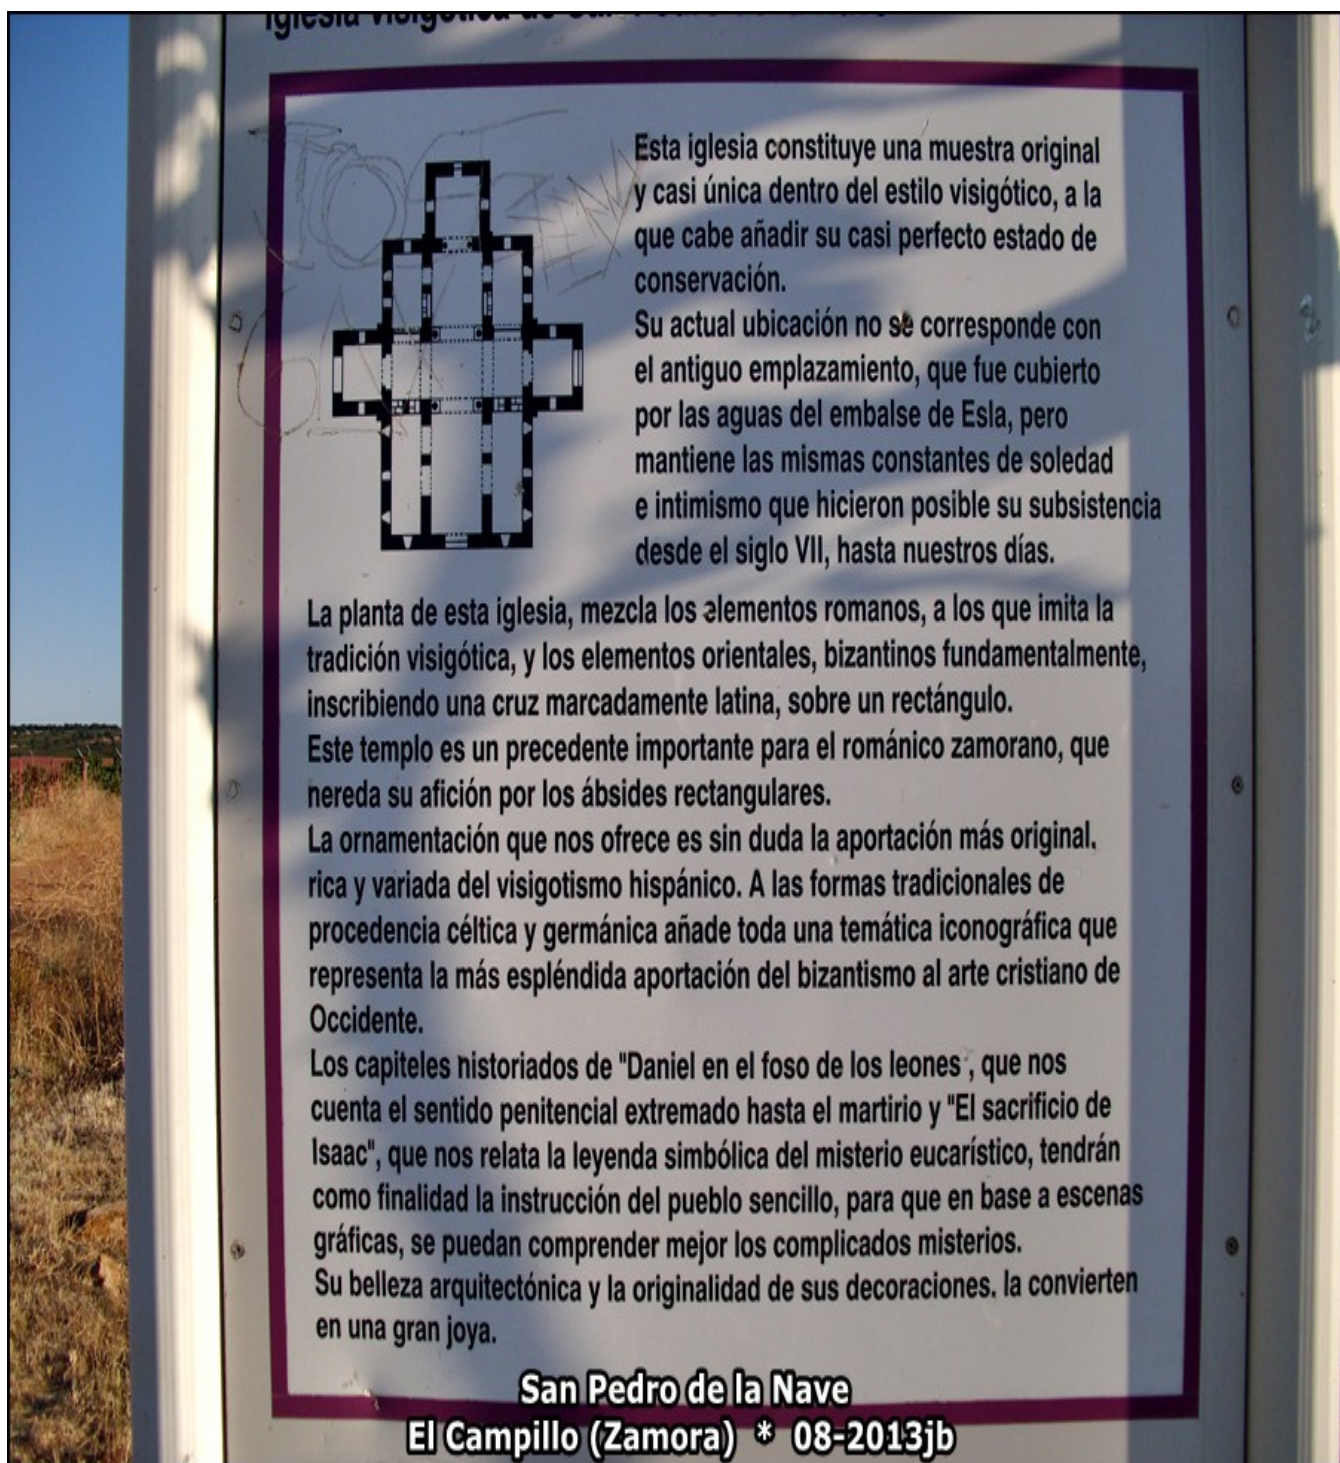 Iglesia visigótica de San Pedro de la Nave
Esta iglesia constituye una muestra original
y casi única dentro del estilo visigótico, a la
que cabe añadir su casi perfecto estado de
conservación.
Su actual ubicación no se corresponde con
el antiguo emplazamiento, que fue cubierto
por las aguas del embalse de Esla, pero
mantiene las mismas constantes de soledad
e intimismo que hicieron posible su subsistencia
desde el siglo VII, hasta nuestros días.
La planta de esta iglesia, mezcla los elementos romanos, a los que imita la
tradición visigótica, y los elementos orientales, bizantinos fundamentalmente,
inscribiendo una cruz marcadamente latina, sobre un rectángulo.
Este templo es un precedente importante para el románico zamorano, que
hereda su afición por los ábsides rectangulares.
La ornamentación que nos ofrece es sin duda la aportación más original,
rica y variada del visigotismo hispánico. A las formas tradicionales de
procedencia céltica y germánica añade toda una temática iconográfica que
representa la más espléndida aportación del bizantismo al arte cristiano de
Occidente.
Los capiteles historiados de "Daniel en el foso de los leones", que nos
cuenta el sentido penitencial extremado hasta el martirio y "El sacrificio de
Isaac", que nos relata la leyenda simbólica del misterio eucarístico, tendrán
como finalidad la instrucción del pueblo sencillo, para que en base a escenas
gráficas, se puedan comprender mejor los complicados misterios.
Su belleza arquitectónica y la originalidad de sus decoraciones, la convierten
en una gran joya.
San Pedro de la Nave
El Campillo (Zamora) * 08-2013jb